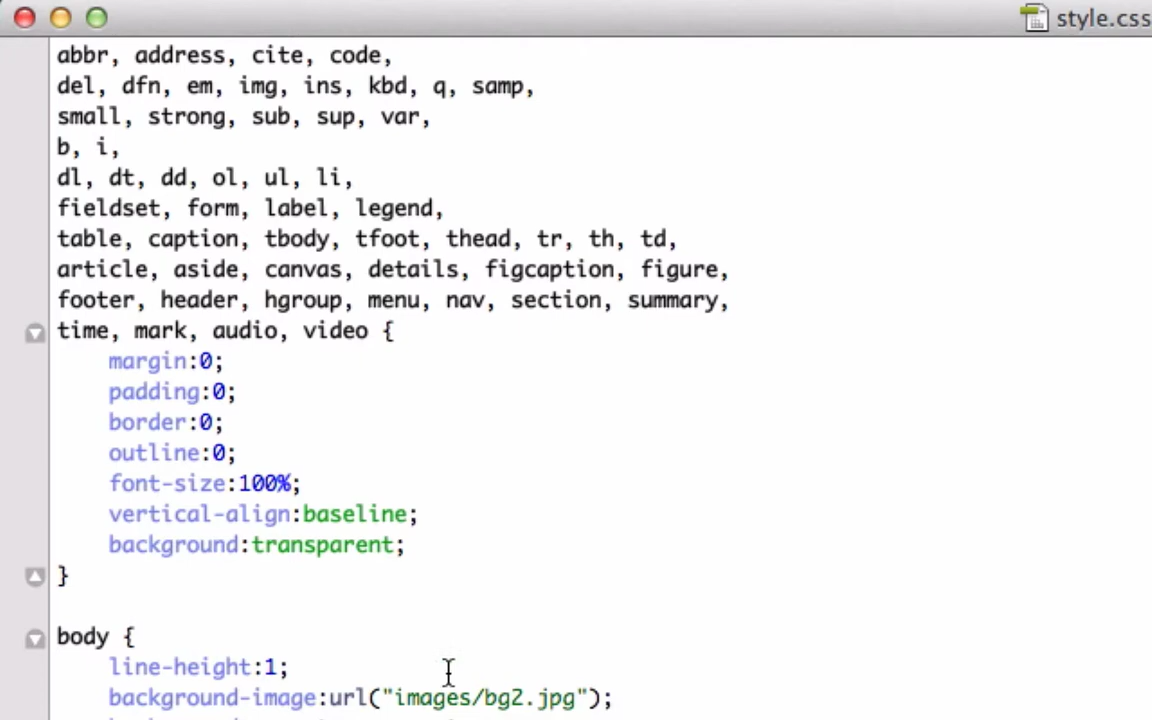 style.css
abbr, address, cite, code,
del, dfn, em, img, ins, kbd, q, samp,
small, strong, sub, sup, var,
b, i,
dl, dt, dd, ol, ul, li,
fieldset, form, label, legend,
table, caption, tbody, tfoot, thead, tr, th, td,
article, aside, canvas, details, figcaption, figure,
footer, header, hgroup, menu, nav, section, summary,
time, mark, audio, video {
margin:0;
padding:0;
border:0;
outline:0;
font-size:100%;
vertical-align:baseline;
background:transparent;
}
body {
line-height:1;
background-image:url("images/bg2.jpg");